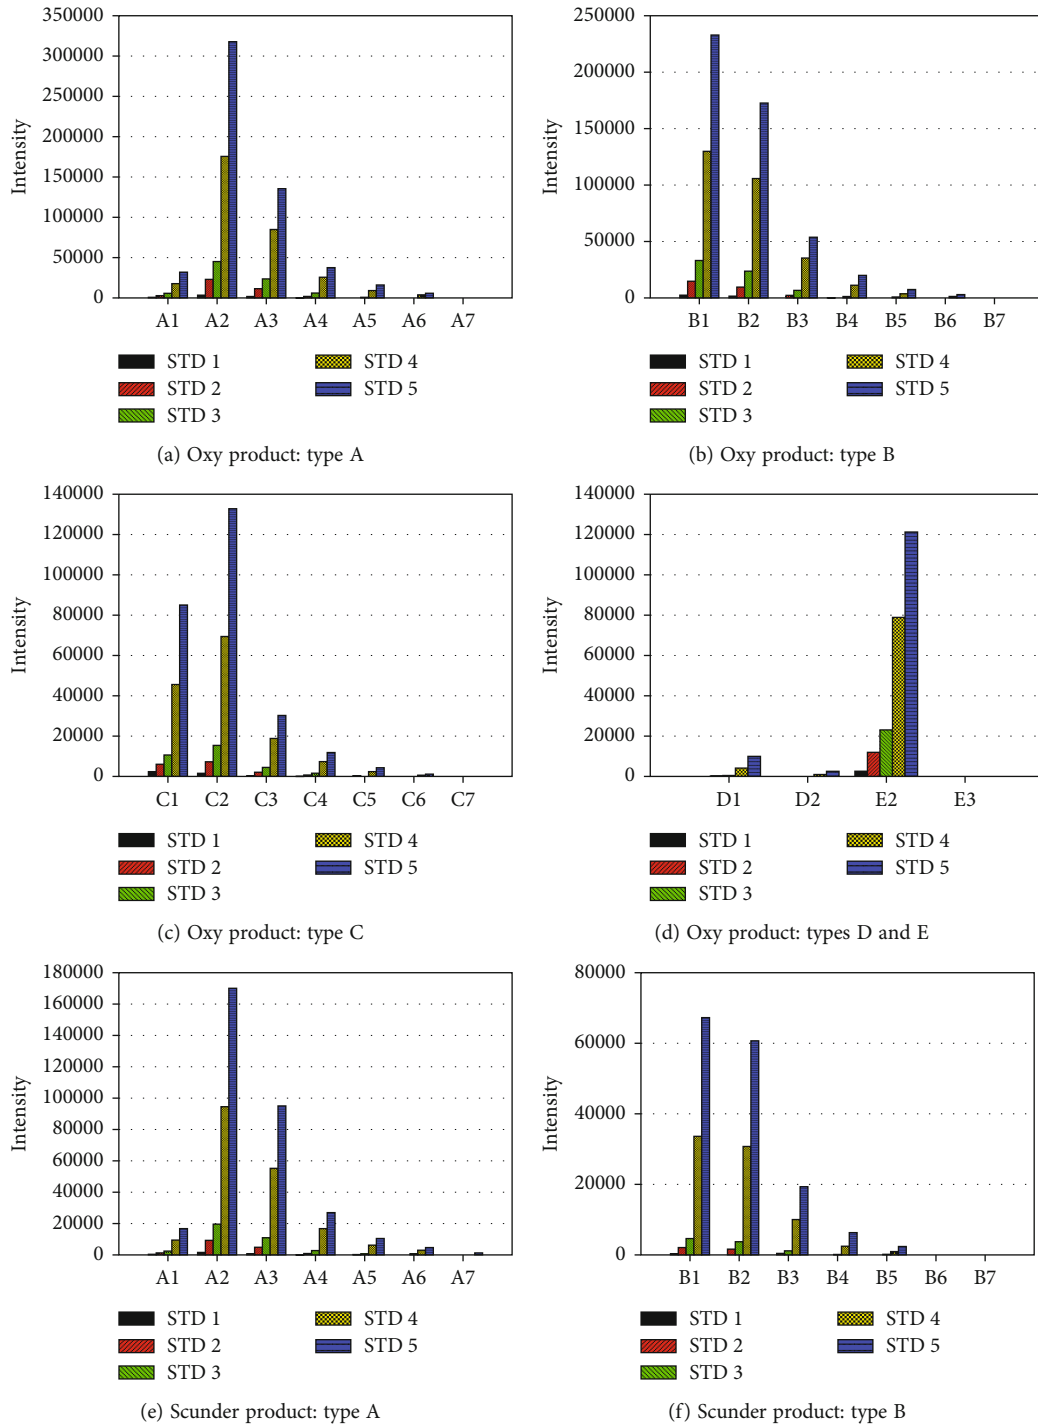 350000
300000
250000
200000
150000
100000
50000
0
Intensity
A1 A2 A3 A4 A5 A6 A7
STD 1
STD 2
STD 3
STD 4
STD 5
(a) Oxy product: type A
250000
200000
150000
100000
50000
0
Intensity
B1 B2 B3 B4 B5 B6 B7
STD 1
STD 2
STD 3
STD 4
STD 5
(b) Oxy product: type B
140000
120000
100000
80000
60000
40000
20000
0
Intensity
C1 C2 C3 C4 C5 C6 C7
STD 1
STD 2
STD 3
STD 4
STD 5
(c) Oxy product: type C
140000
120000
100000
80000
60000
40000
20000
0
Intensity
D1 D2 E2 E3
STD 1
STD 2
STD 3
STD 4
STD 5
(d) Oxy product: types D and E
180000
160000
140000
120000
100000
80000
60000
40000
20000
0
Intensity
A1 A2 A3 A4 A5 A6 A7
STD 1
STD 2
STD 3
STD 4
STD 5
(e) Scunder product: type A
80000
60000
40000
20000
0
Intensity
B1 B2 B3 B4 B5 B6 B7
STD 1
STD 2
STD 3
STD 4
STD 5
(f) Scunder product: type B